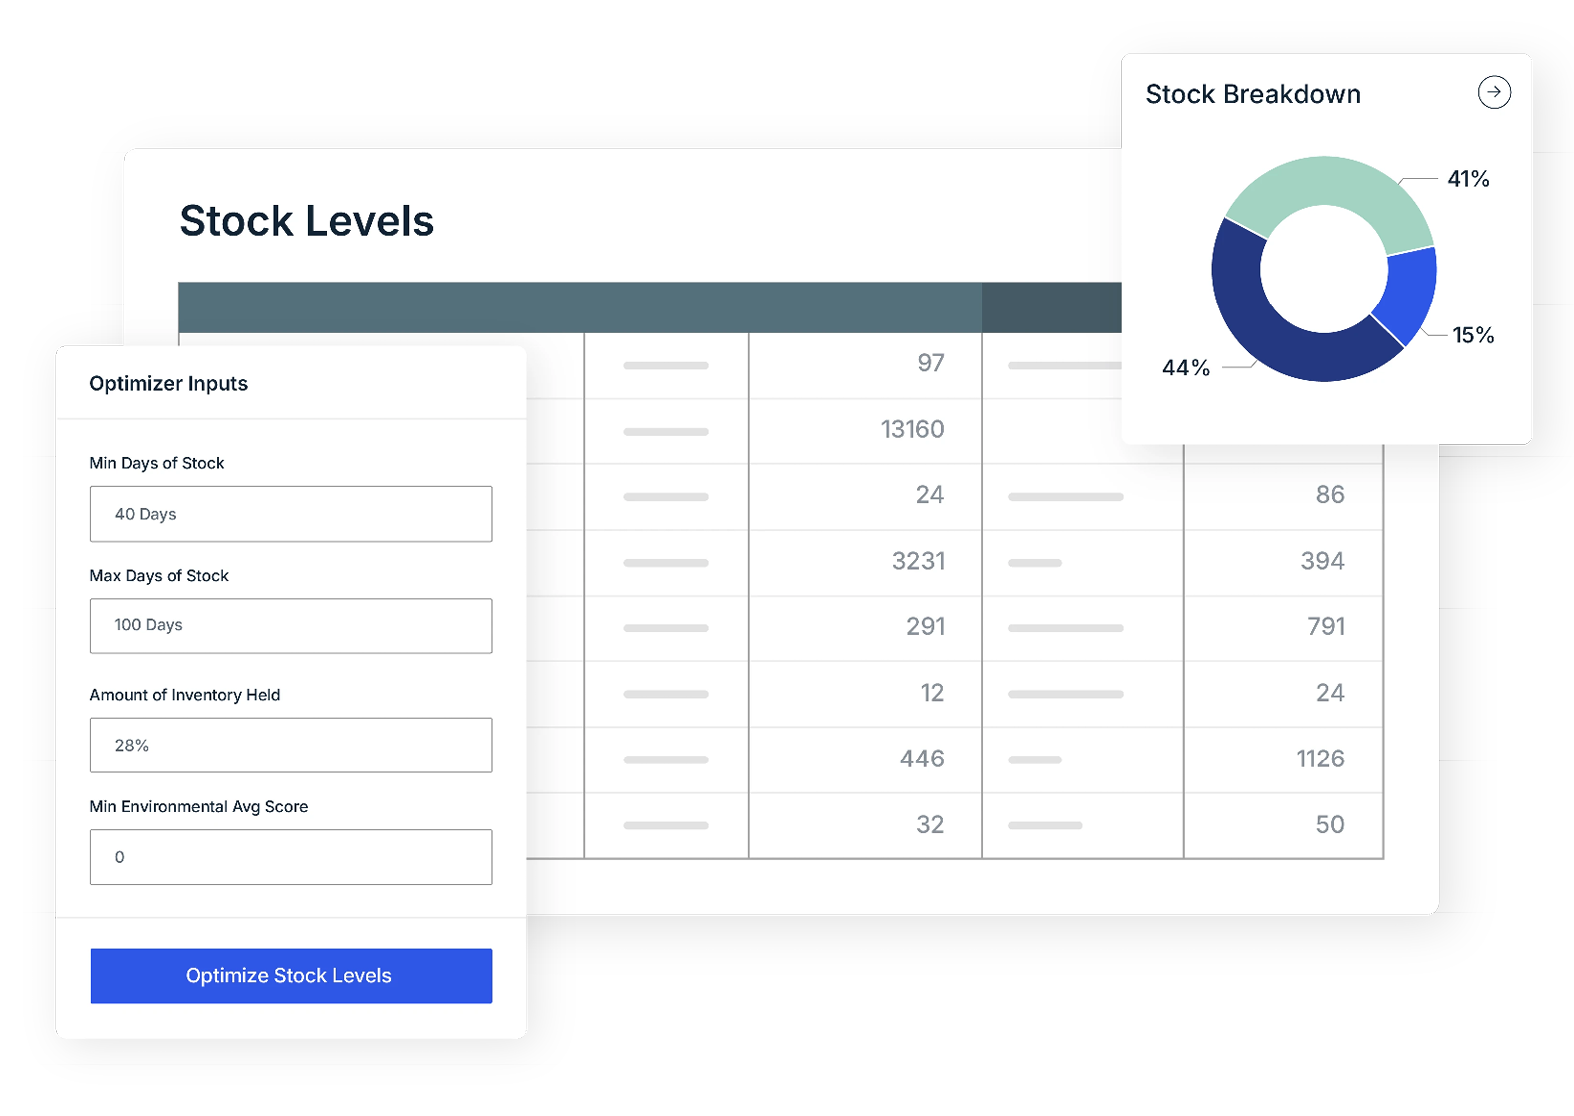 Stock Breakdown
41%
15%
44%
Stock Levels
97
13160
24 86
3231 394
291 791
12 24
446 1126
32 50
Optimizer Inputs
Min Days of Stock
40 Days
Max Days of Stock
100 Days
Amount of Inventory Held
28%
Min Environmental Avg Score
0
Optimize Stock Levels